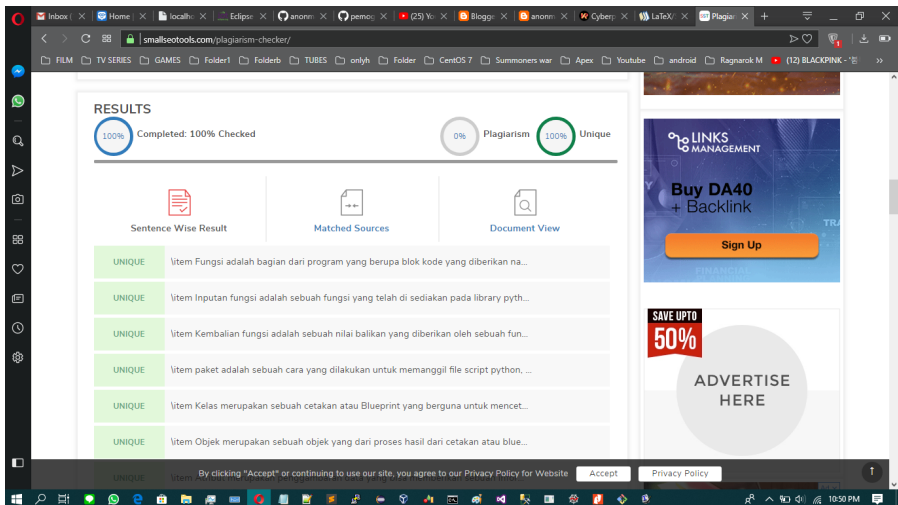 Inbox (
Home |
localho
Eclipse
anonm
pemog
(25) Yo
Blogge
anonm
Cyberp
LaTeX/
Plagiar
smallseotools.com/plagiarism-checker/
FILM
TV SERIES
GAMES
Folder1
Folderb
TUBES
onlyh
Folder
CentOS 7
Summoners war
Apex
Youtube
android
Ragnarok M
(12) BLACKPINK - '
RESULTS
100%
Completed: 100% Checked
0%
Plagiarism
100%
Unique
Sentence Wise Result
Matched Sources
Document View
UNIQUE \item Fungsi adalah bagian dari program yang berupa blok kode yang diberikan na...
UNIQUE \item Inputan fungsi adalah sebuah fungsi yang telah di sediakan pada library pyth...
UNIQUE \item Kembalian fungsi adalah sebuah nilai balikan yang diberikan oleh sebuah fun...
UNIQUE \item paket adalah sebuah cara yang dilakukan untuk memanggil file script python, ...
UNIQUE \item Kelas merupakan sebuah cetakan atau Blueprint yang berguna untuk mencet...
UNIQUE \item Objek merupakan sebuah objek yang dari proses hasil dari cetakan atau blue...
UNIQUE
By clicking "Accept" or continuing to use our site, you agree to our Privacy Policy for Website
Accept
Privacy Policy
LINKS
MANAGEMENT
Buy DA40
+ Backlink
TRA
Sign Up
FINANCIAL
SAVE UPTO
50%
ADVERTISE
HERE
10:50 PM